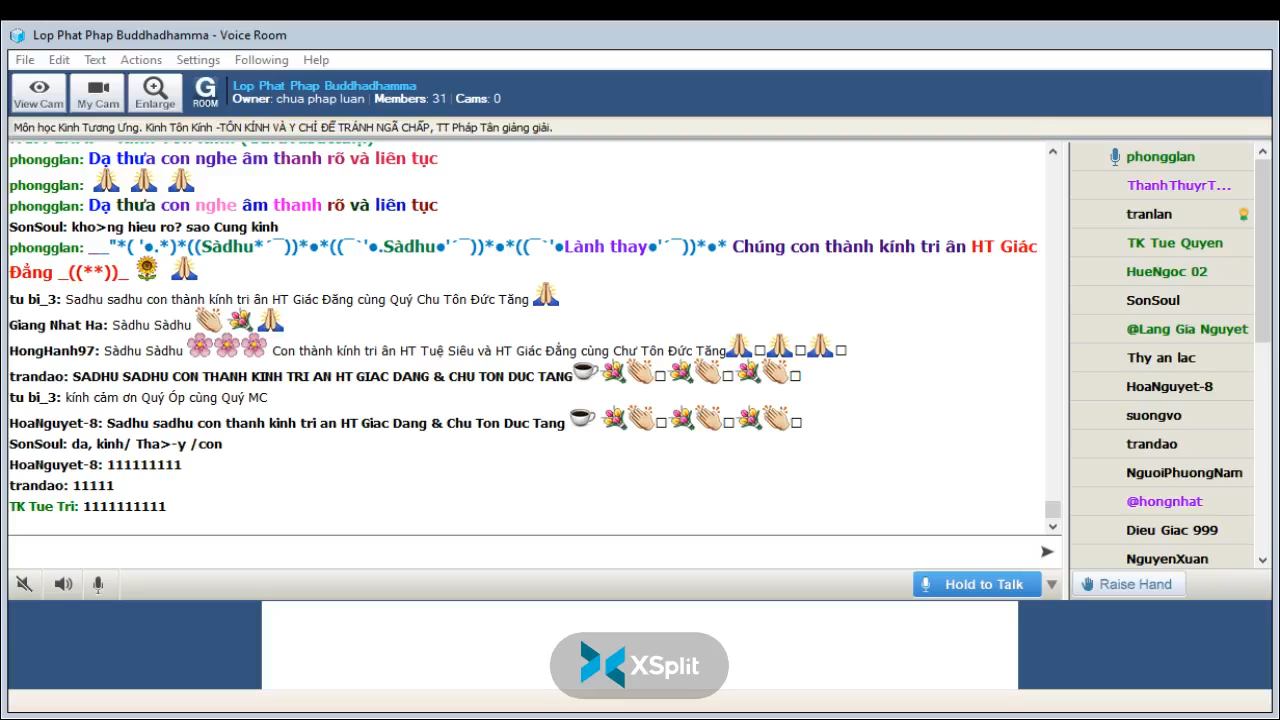 Lop Phat Phap Buddhadhamma - Voice Room
File Edit Text Actions Settings Following Help
View Cam My Cam Enlarge G ROOM
Lop Phat Phap Buddhadhamma
Owner: chua phap luan | Members: 31 | Cams: 0
Môn học Kinh Tương Ưng. Kinh Tôn Kính -TÔN KÍNH VÀ Y CHỈ ĐỂ TRÁNH NGÃ CHẤP, TT Pháp Tân giảng giải.
phongglan: Dạ thưa con nghe âm thanh rõ và liên tục
phongglan: 🙏 🙏 🙏
phongglan: Dạ thưa con nghe âm thanh rõ và liên tục
SonSoul: kho>ng hieu ro? sao Cung kinh
phongglan: __"*( '●.*)*((Sàdhu*´¯))*●*((¯`'●.Sàdhu●'´¯))*●*((¯`'●Lành thay●'´¯))*●* Chúng con thành kính tri ân HT Giác
Đẳng _((**))_ 🌻 🙏
tu bi_3: Sadhu sadhu con thành kính tri ân HT Giác Đăng cùng Quý Chu Tôn Đức Tăng 🙏
Giang Nhat Ha: Sàdhu Sàdhu 👏 💐 🙏
HongHanh97: Sàdhu Sàdhu 🌸🌸🌸 Con thành kính tri ân HT Tuệ Siêu và HT Giác Đẳng cùng Chư Tôn Đức Tăng🙏□🙏□🙏□
trandao: SADHU SADHU CON THANH KINH TRI AN HT GIAC DANG & CHU TON DUC TANG☕ 💐👏□ 💐👏□ 💐👏□
tu bi_3: kính cảm ơn Quý Óp cùng Quý MC
HoaNguyet-8: Sadhu sadhu con thanh kinh tri an HT Giac Dang & Chu Ton Duc Tang ☕ 💐👏□ 💐👏□ 💐👏□
SonSoul: da, kinh/ Tha>-y /con
HoaNguyet-8: 111111111
trandao: 11111
TK Tue Tri: 1111111111
phongglan
ThanhThuyrT...
tranlan
TK Tue Quyen
HueNgoc 02
SonSoul
@Lang Gia Nguyet
Thy an lac
HoaNguyet-8
suongvo
trandao
NguoiPhuongNam
@hongnhat
Dieu Giac 999
NguyenXuan
Hold to Talk
Raise Hand
XSplit